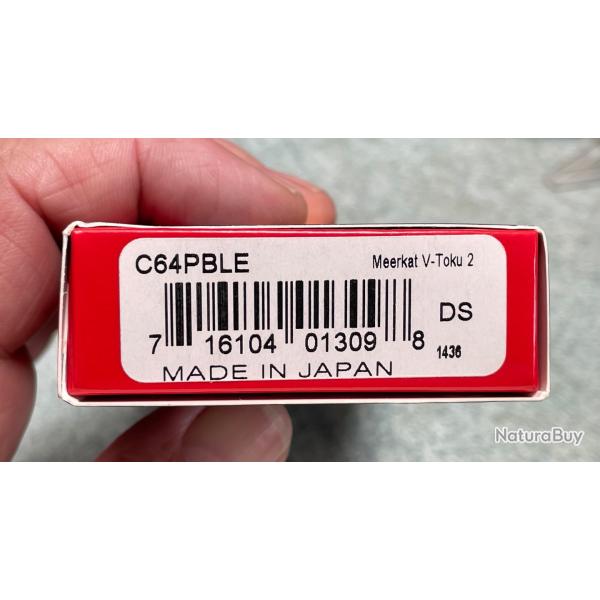 C64PBLE Meerkat V-Toku 2
DS
7 16104 01309 8
1436
MADE IN JAPAN
NaturaBuy